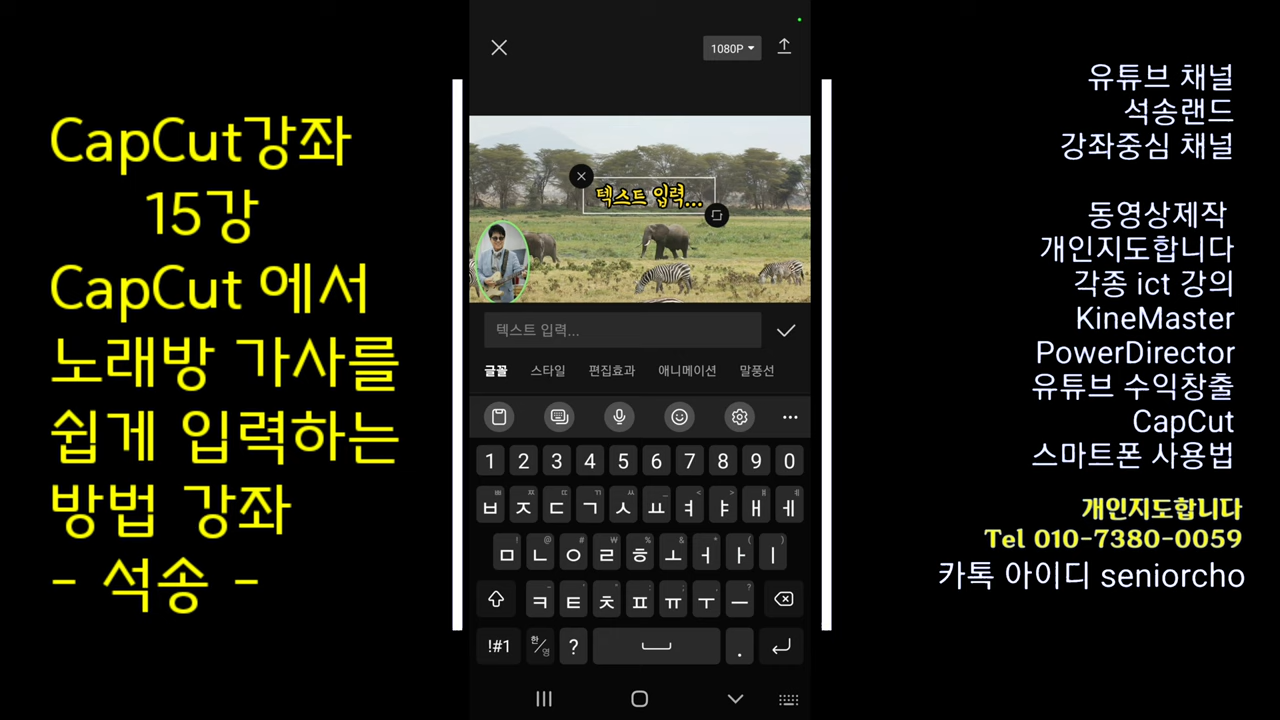 CapCut강좌
15강
CapCut 에서
노래방 가사를
쉽게 입력하는
방법 강좌
- 석송 -
1080P
텍스트 입력...
텍스트 입력...
글꼴 스타일 편집효과 애니메이션 말풍선
1 2 3 4 5 6 7 8 9 0
ㅂ ㅈ ㄷ ㄱ ㅅ ㅛ ㅕ ㅑ ㅐ ㅔ
ㅁ ㄴ ㅇ ㄹ ㅎ ㅗ ㅓ ㅏ ㅣ
ㅋ ㅌ ㅊ ㅍ ㅠ ㅜ ㅡ
!#1 한/영 ? .
유튜브 채널
석송랜드
강좌중심 채널
동영상제작
개인지도합니다
각종 ict 강의
KineMaster
PowerDirector
유튜브 수익창출
CapCut
스마트폰 사용법
개인지도합니다
Tel 010-7380-0059
카톡 아이디 seniorcho